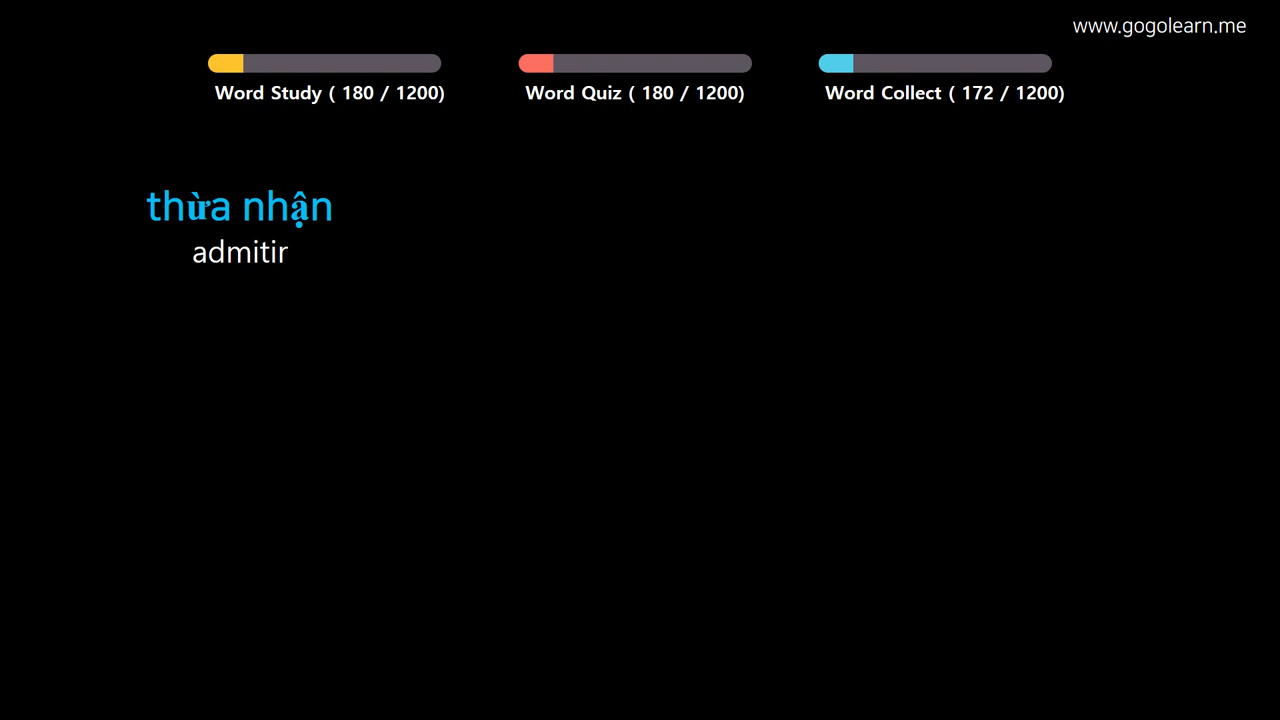 www.gogolearn.me
Word Study ( 180 / 1200)
Word Quiz ( 180 / 1200)
Word Collect ( 172 / 1200)
thừa nhận
admitir